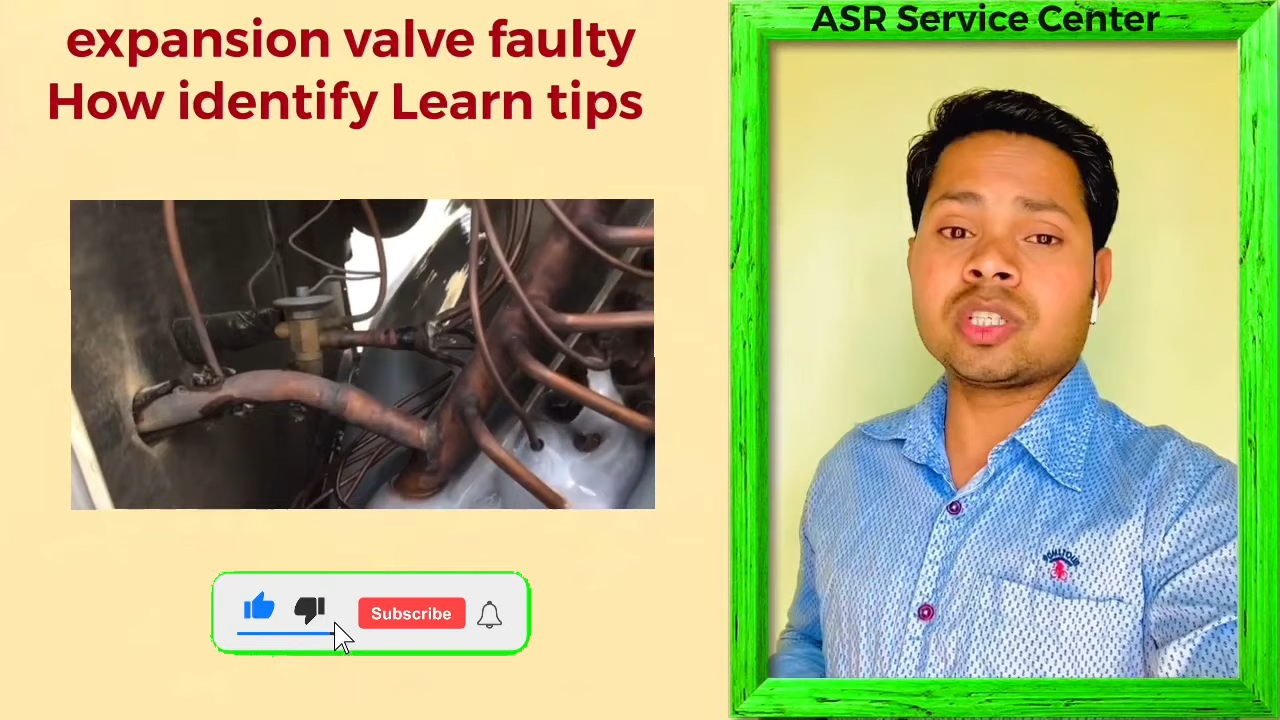 expansion valve faulty
How identify Learn tips
ASR Service Center
Subscribe